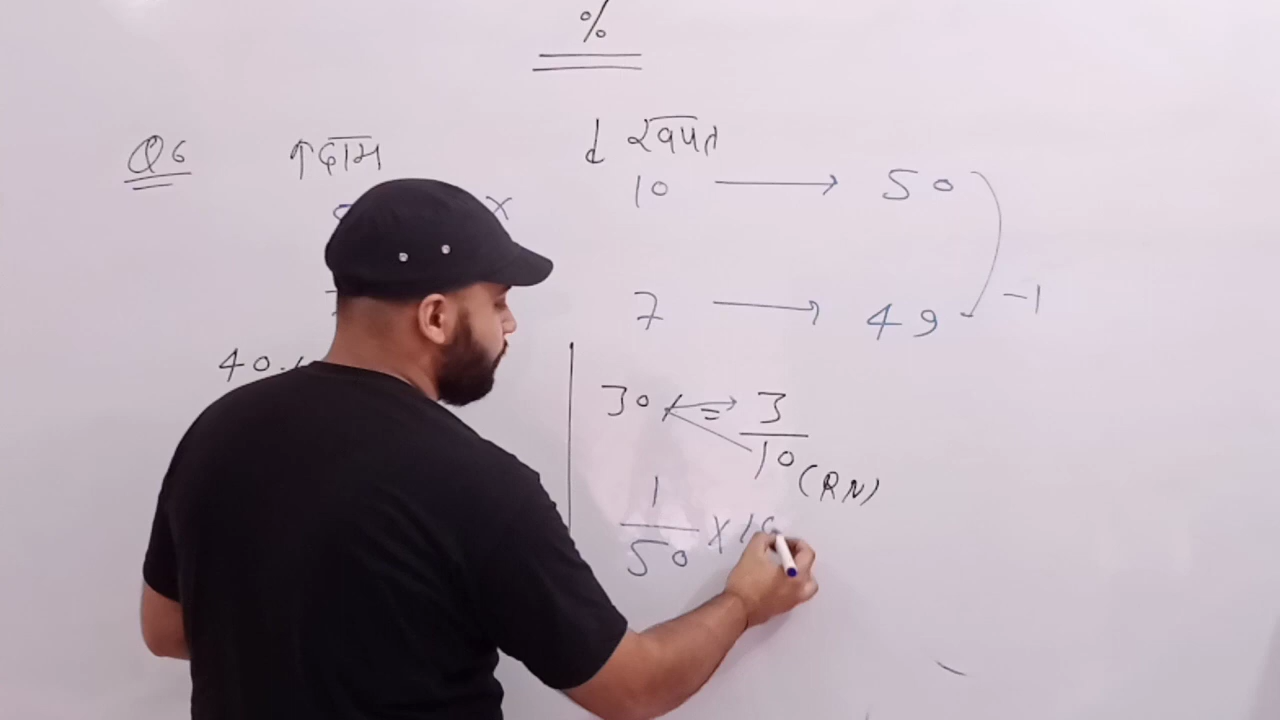 %
Q6 ↑दाम ↓ खपत
x 10 → 50
7 → 49 -1
40%
30% = 3/10 (RN)
1/50 x 10